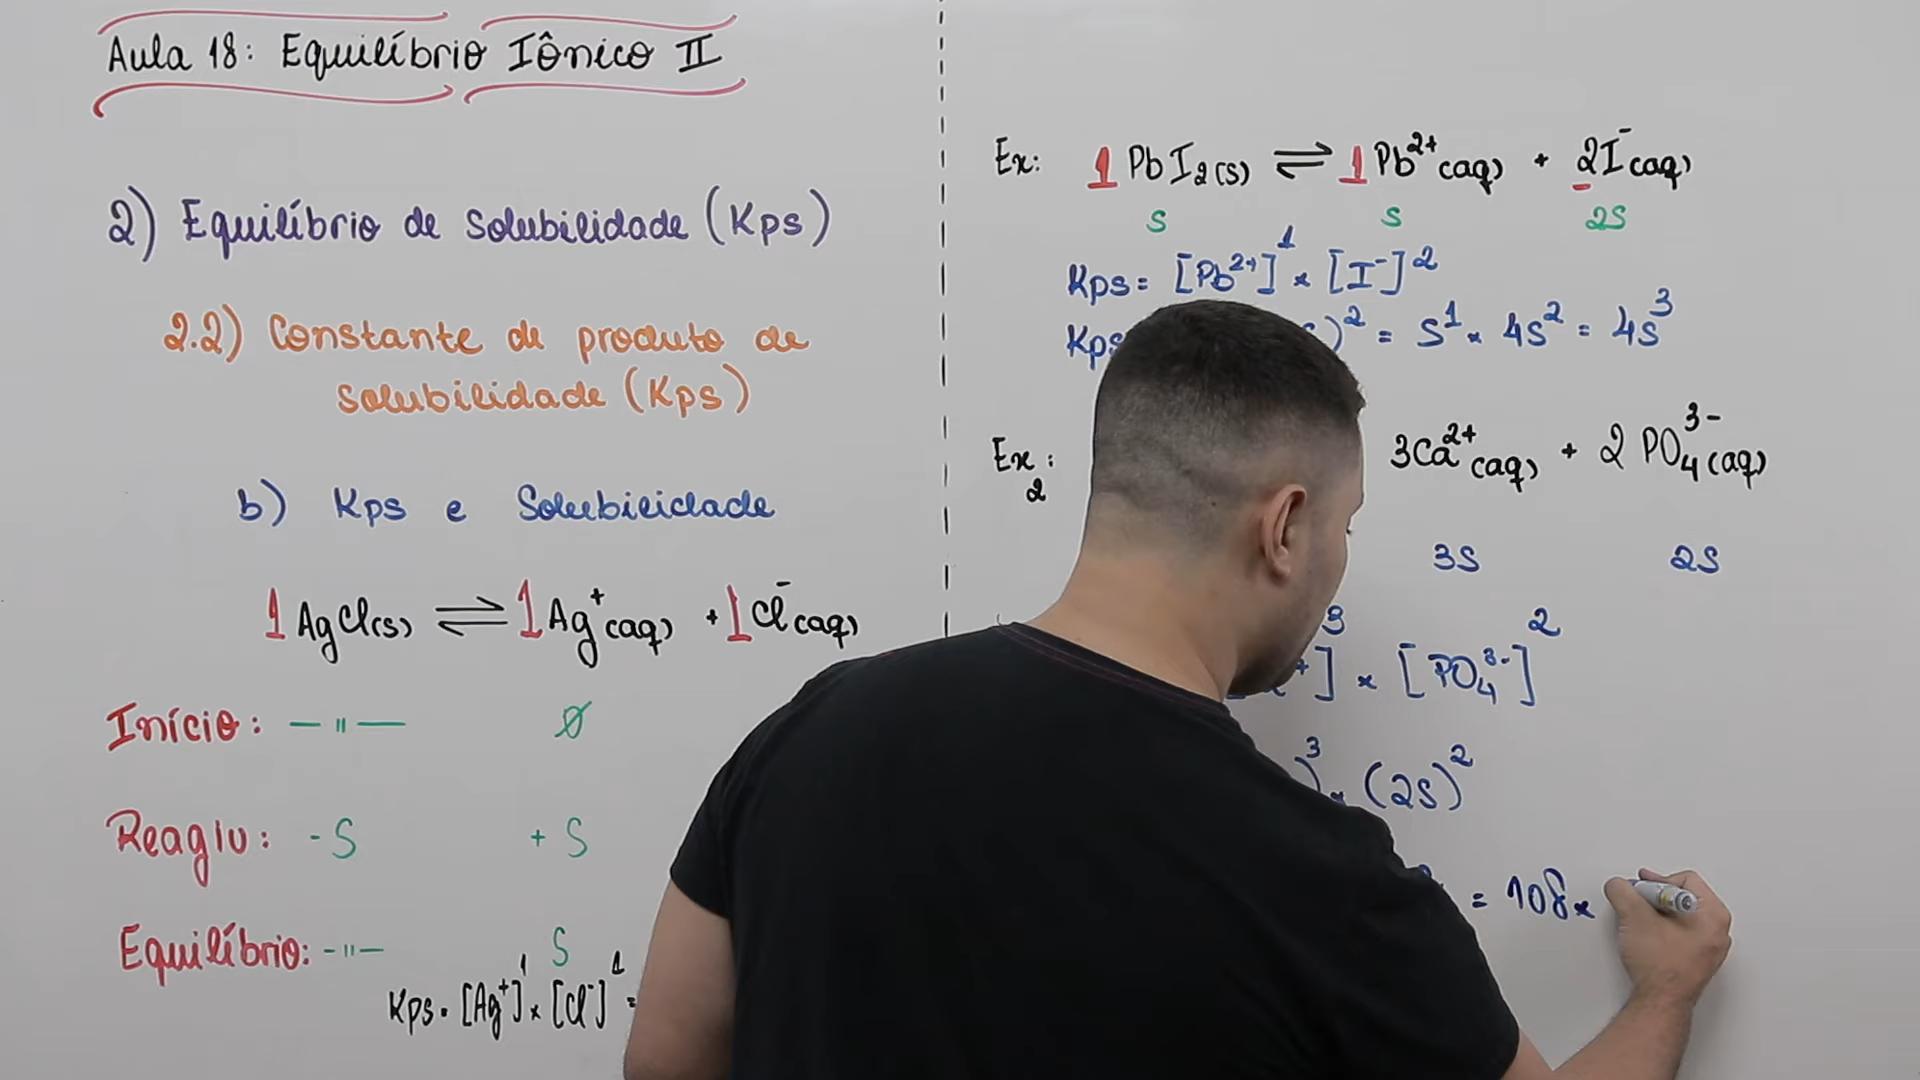 Aula 18: Equilíbrio Iônico II
2) Equilíbrio de solubilidade (Kps)
2.2) Constante de produto de
solubilidade (Kps)
b) Kps e Solubilidade
1 AgCl(s) ⇌ 1 Ag⁺(aq) + 1 Cl⁻(aq)
Início: — " — ∅
Reagiu: - S + S
Equilíbrio: - " — S
Kps = [Ag⁺]¹ × [Cl⁻]¹ =
Ex: 1 PbI₂(s) ⇌ 1 Pb²⁺(aq) + 2I⁻(aq)
S S 2S
Kps = [Pb²⁺]¹ × [I⁻]²
Kps )² = S¹ × 4S² = 4S³
Ex 2: 3Ca²⁺(aq) + 2 PO₄³⁻(aq)
3S 2S
⁺]³ × [PO₄³⁻]²
)³ × (2S)²
= 108 ×